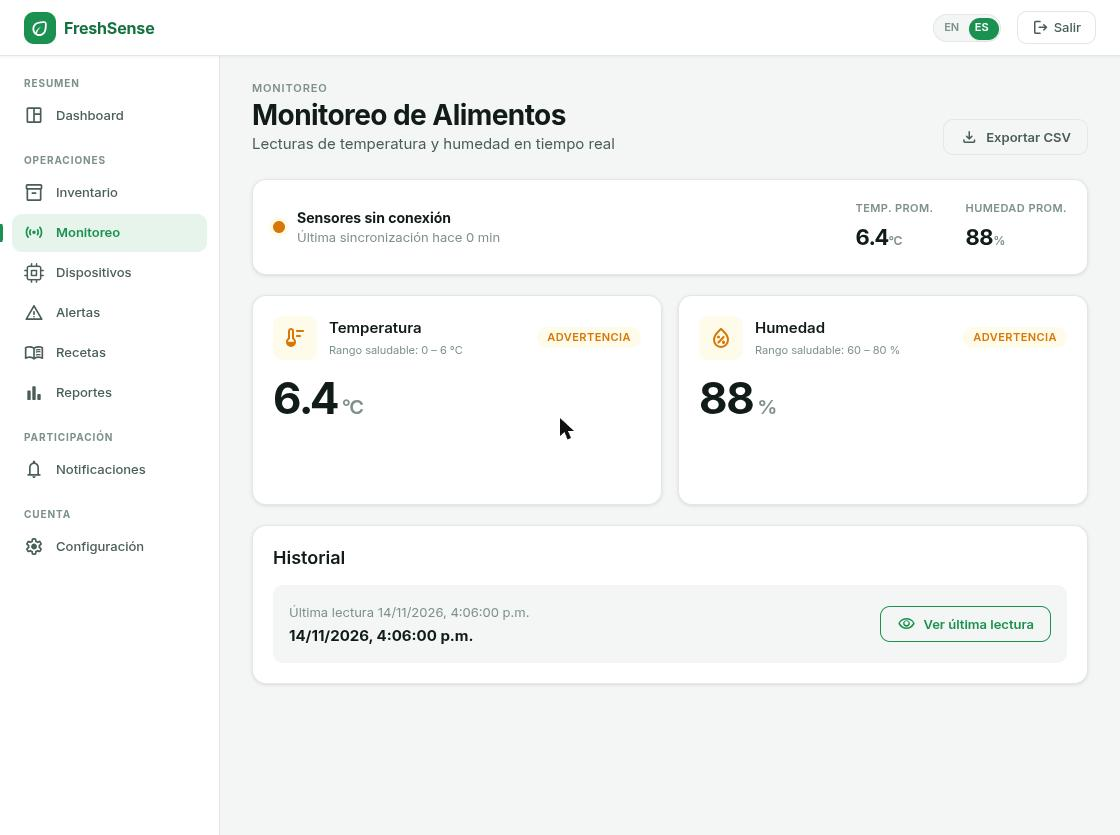 FreshSense
EN
ES
Salir
RESUMEN
Dashboard
OPERACIONES
Inventario
Monitoreo
Dispositivos
Alertas
Recetas
Reportes
PARTICIPACIÓN
Notificaciones
CUENTA
Configuración
MONITOREO
Monitoreo de Alimentos
Lecturas de temperatura y humedad en tiempo real
Exportar CSV
Sensores sin conexión
Última sincronización hace 0 min
TEMP. PROM.
6.4°C
HUMEDAD PROM.
88%
Temperatura
Rango saludable: 0 – 6 °C
ADVERTENCIA
6.4 °C
Humedad
Rango saludable: 60 – 80 %
ADVERTENCIA
88 %
Historial
Última lectura 14/11/2026, 4:06:00 p.m.
14/11/2026, 4:06:00 p.m.
Ver última lectura